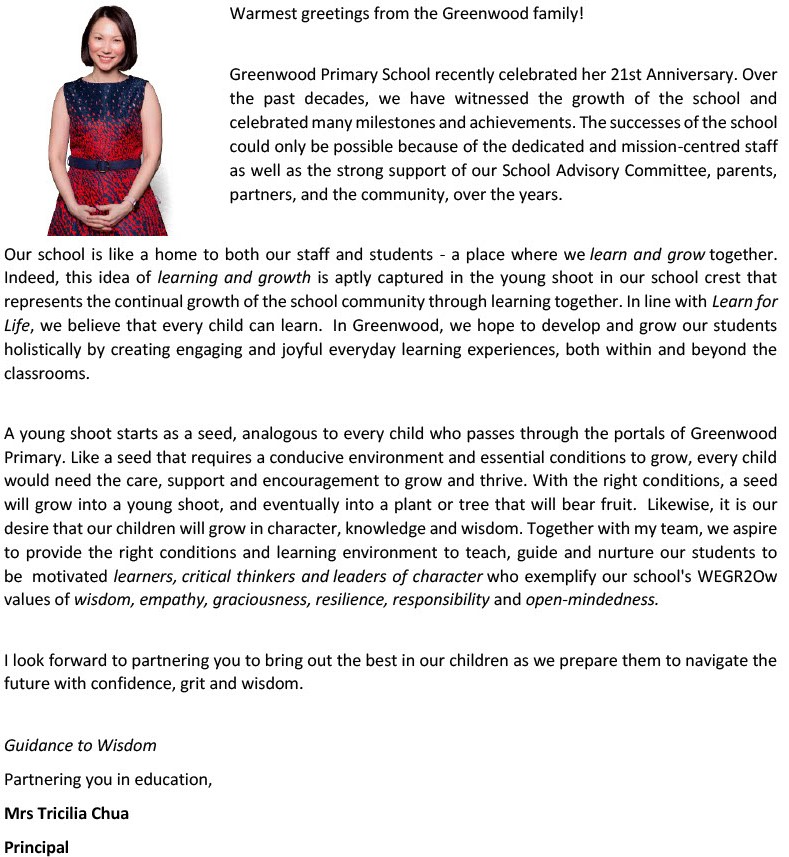 Warmest greetings from the Greenwood family!
Greenwood Primary School recently celebrated her 21st Anniversary. Over
the past decades, we have witnessed the growth of the school and
celebrated many milestones and achievements. The successes of the school
could only be possible because of the dedicated and mission-centred staff
as well as the strong support of our School Advisory Committee, parents,
partners, and the community, over the years.
Our school is like a home to both our staff and students - a place where we learn and grow together.
Indeed, this idea of learning and growth is aptly captured in the young shoot in our school crest that
represents the continual growth of the school community through learning together. In line with Learn for
Life, we believe that every child can learn.  In Greenwood, we hope to develop and grow our students
holistically by creating engaging and joyful everyday learning experiences, both within and beyond the
classrooms.
A young shoot starts as a seed, analogous to every child who passes through the portals of Greenwood
Primary. Like a seed that requires a conducive environment and essential conditions to grow, every child
would need the care, support and encouragement to grow and thrive. With the right conditions, a seed
will grow into a young shoot, and eventually into a plant or tree that will bear fruit.  Likewise, it is our
desire that our children will grow in character, knowledge and wisdom. Together with my team, we aspire
to provide the right conditions and learning environment to teach, guide and nurture our students to
be  motivated learners, critical thinkers and leaders of character who exemplify our school's WEGR2Ow
values of wisdom, empathy, graciousness, resilience, responsibility and open-mindedness.
I look forward to partnering you to bring out the best in our children as we prepare them to navigate the
future with confidence, grit and wisdom.
Guidance to Wisdom
Partnering you in education,
Mrs Tricilia Chua
Principal